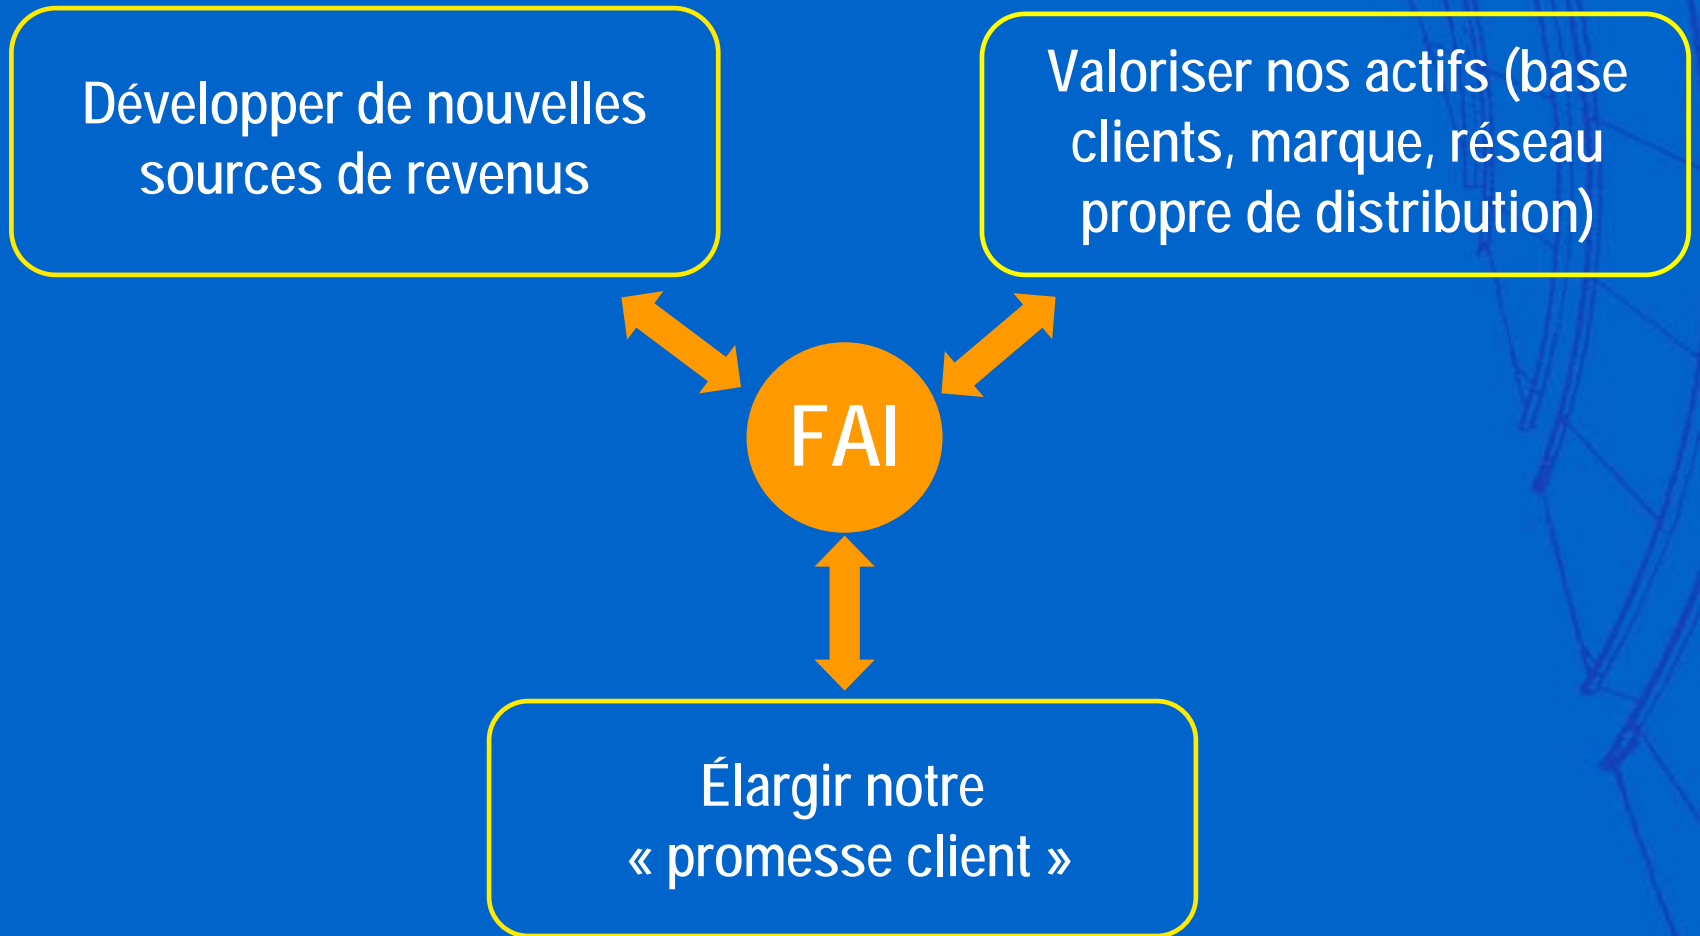 Développer de nouvelles
sources de revenus
Valoriser nos actifs (base
clients, marque, réseau
propre de distribution)
FAI
Élargir notre
« promesse client »